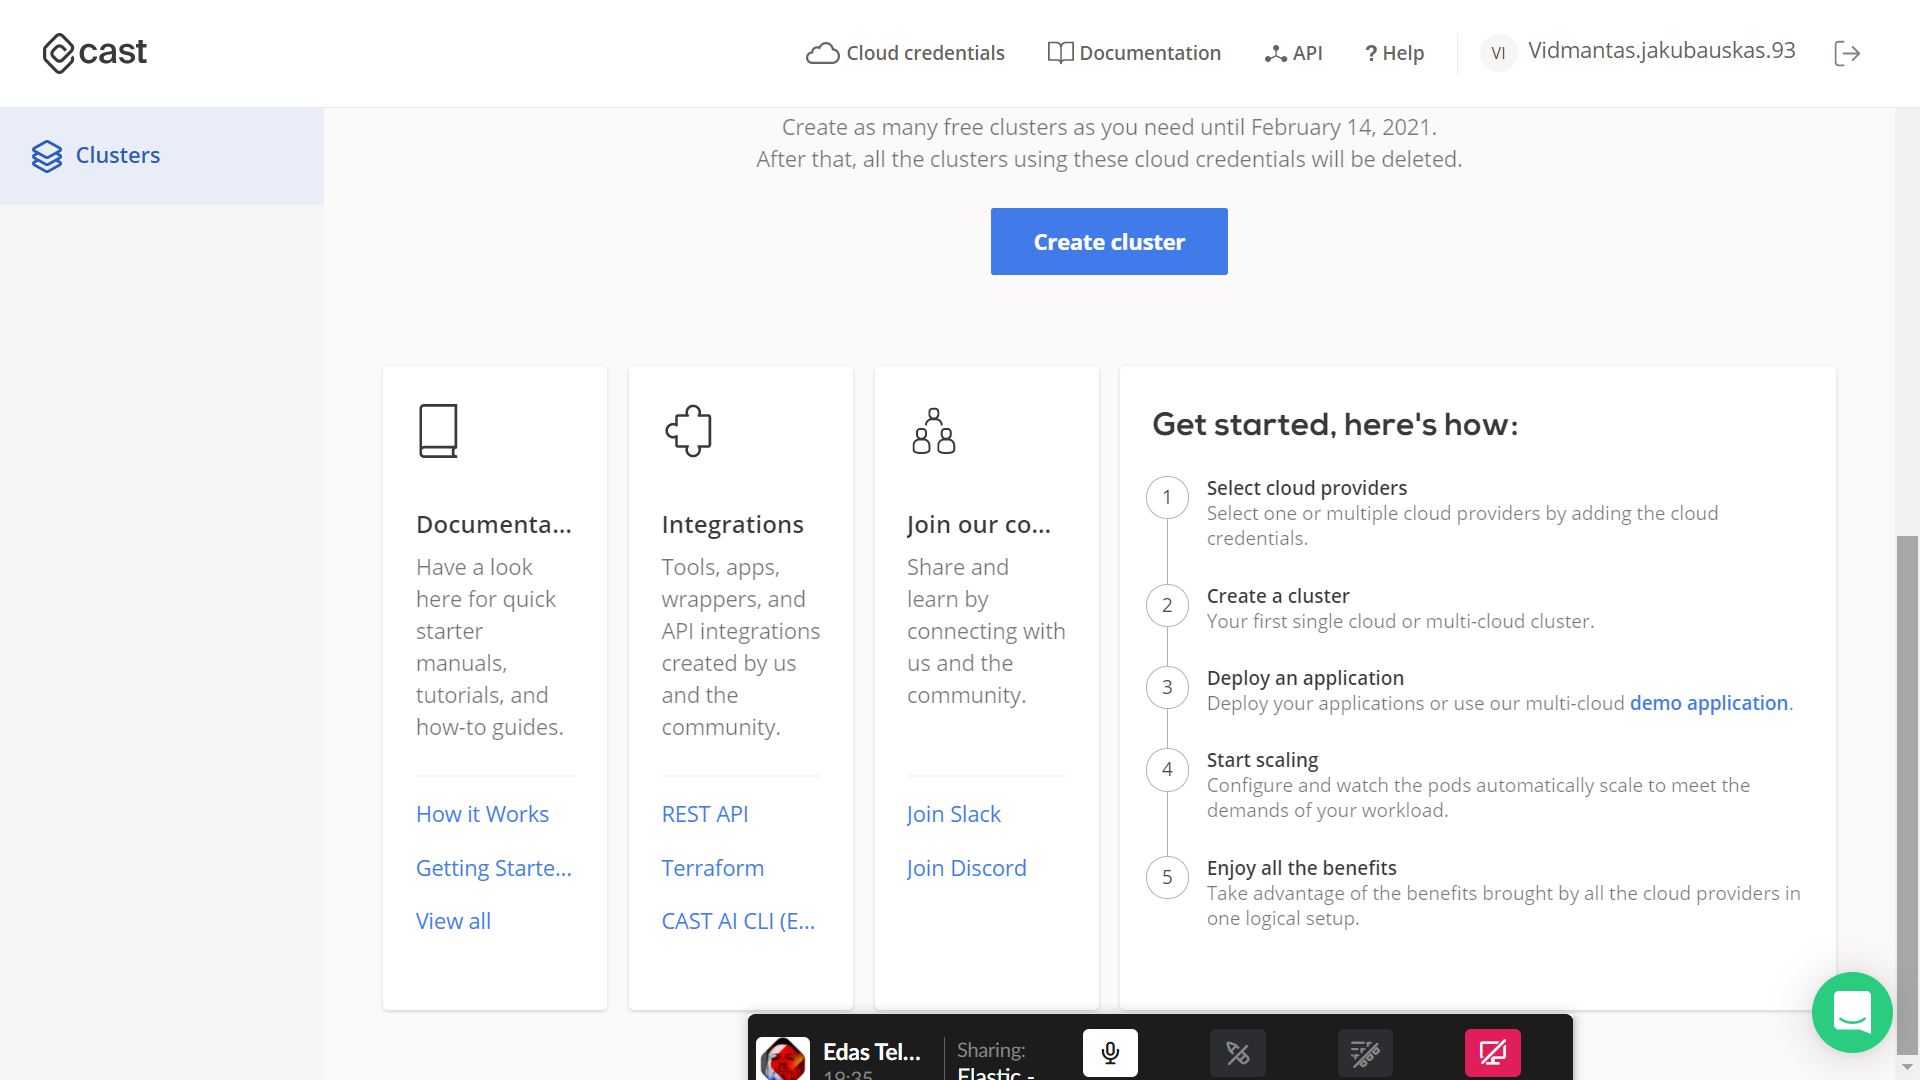 cast
Cloud credentials
Documentation
API
? Help
VI
Vidmantas.jakubauskas.93
Clusters
Create as many free clusters as you need until February 14, 2021.
After that, all the clusters using these cloud credentials will be deleted.
Create cluster
Documenta...
Have a look
here for quick
starter
manuals,
tutorials, and
how-to guides.
How it Works
Getting Starte...
View all
Integrations
Tools, apps,
wrappers, and
API integrations
created by us
and the
community.
REST API
Terraform
CAST AI CLI (E...
Join our co...
Share and
learn by
connecting with
us and the
community.
Join Slack
Join Discord
Get started, here's how:
1
Select cloud providers
Select one or multiple cloud providers by adding the cloud
credentials.
2
Create a cluster
Your first single cloud or multi-cloud cluster.
3
Deploy an application
Deploy your applications or use our multi-cloud demo application.
4
Start scaling
Configure and watch the pods automatically scale to meet the
demands of your workload.
5
Enjoy all the benefits
Take advantage of the benefits brought by all the cloud providers in
one logical setup.
Edas Tel...
19:35
Sharing:
Elastic -